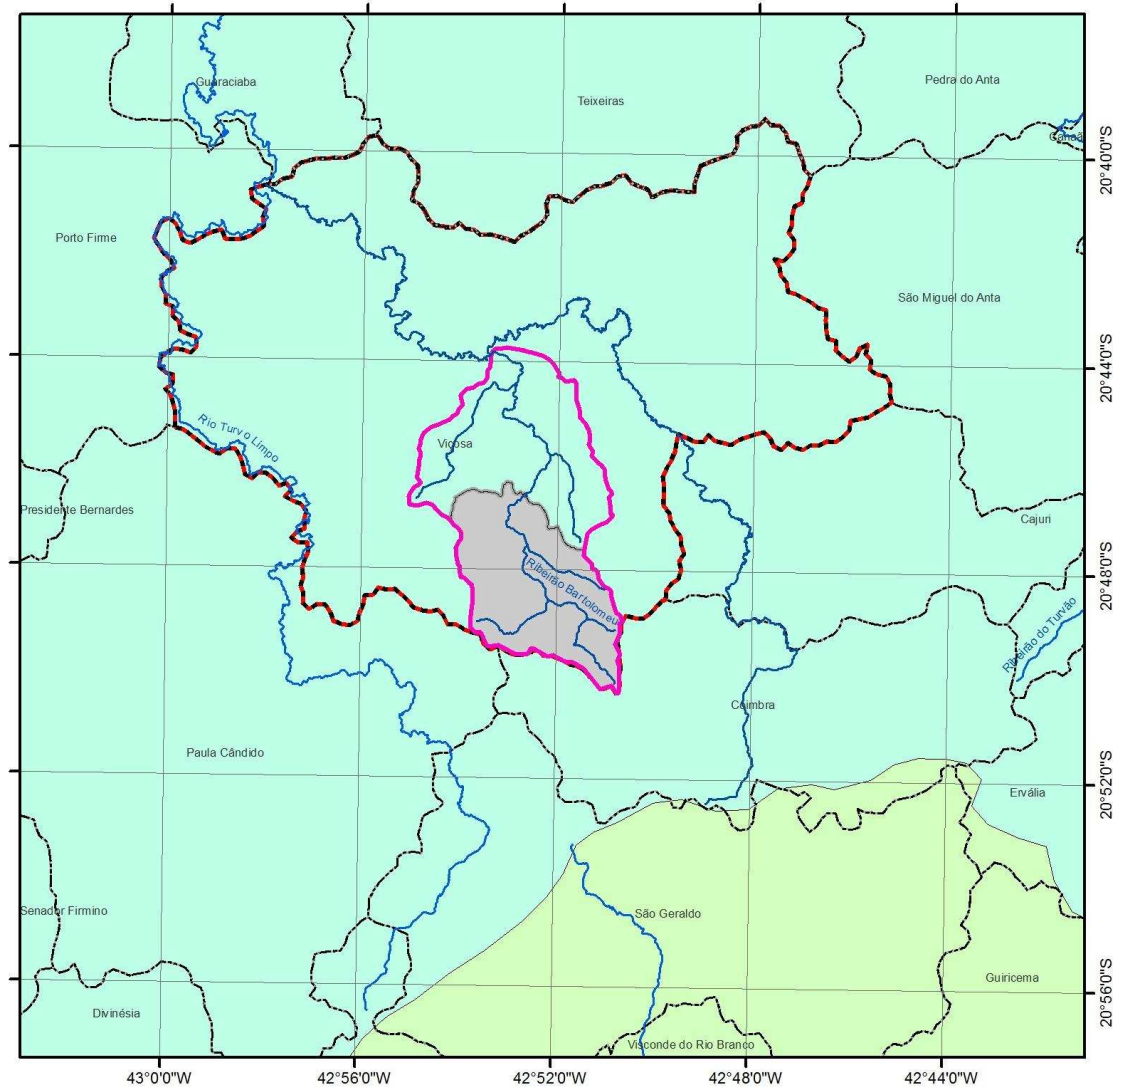 Guaraciaba
Pedra do Anta
Teixeiras
Canaã
20°40'0"S
Porto Firme
São Miguel do Anta
20°44'0"S
Rio Turvo Limpo
Viçosa
Presidente Bernardes
Cajuri
20°48'0"S
Ribeirão Bartolomeu
Ribeirão do Turvão
Coimbra
Paula Cândido
20°52'0"S
Ervália
Senador Firmino
São Geraldo
Guiricema
20°56'0"S
Divinésia
Visconde do Rio Branco
43°0'0"W
42°56'0"W
42°52'0"W
42°48'0"W
42°44'0"W